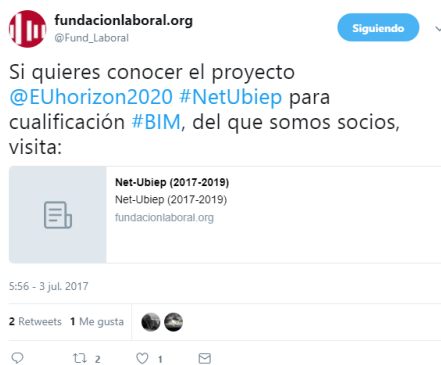 fundacionlaboral.org
@Fund_Laboral
Siguiendo
Si quieres conocer el proyecto
@EUhorizon2020 #NetUbiep para
cualificación #BIM, del que somos socios,
visita:
Net-Ubiep (2017-2019)
Net-Ubiep (2017-2019)
fundacionlaboral.org
5:56 - 3 jul. 2017
2 Retweets 1 Me gusta
2 1